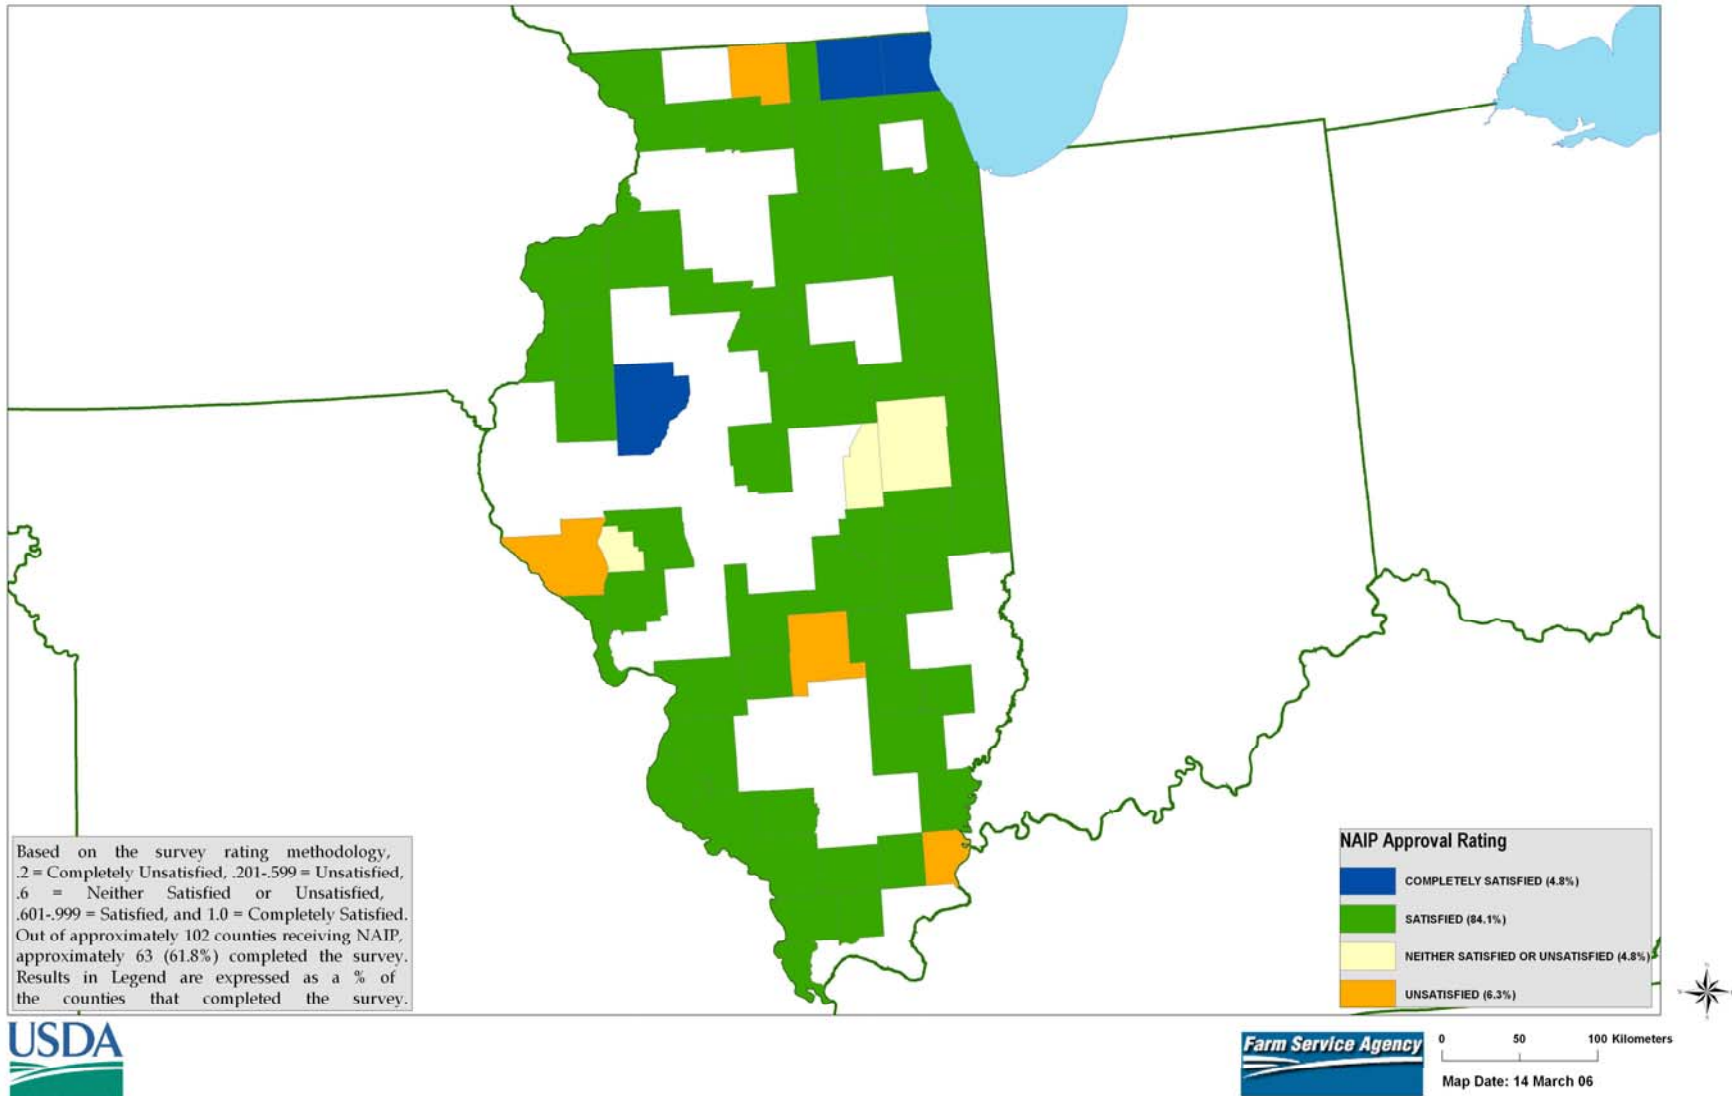 Based on the survey rating methodology,
.2 = Completely Unsatisfied, .201-.599 = Unsatisfied,
.6 = Neither Satisfied or Unsatisfied,
.601-.999 = Satisfied, and 1.0 = Completely Satisfied.
Out of approximately 102 counties receiving NAIP,
approximately 63 (61.8%) completed the survey.
Results in Legend are expressed as a % of
the counties that completed the survey.
NAIP Approval Rating
COMPLETELY SATISFIED (4.8%)
SATISFIED (84.1%)
NEITHER SATISFIED OR UNSATISFIED (4.8%)
UNSATISFIED (6.3%)
USDA
Farm Service Agency
0 50 100 Kilometers
Map Date: 14 March 06